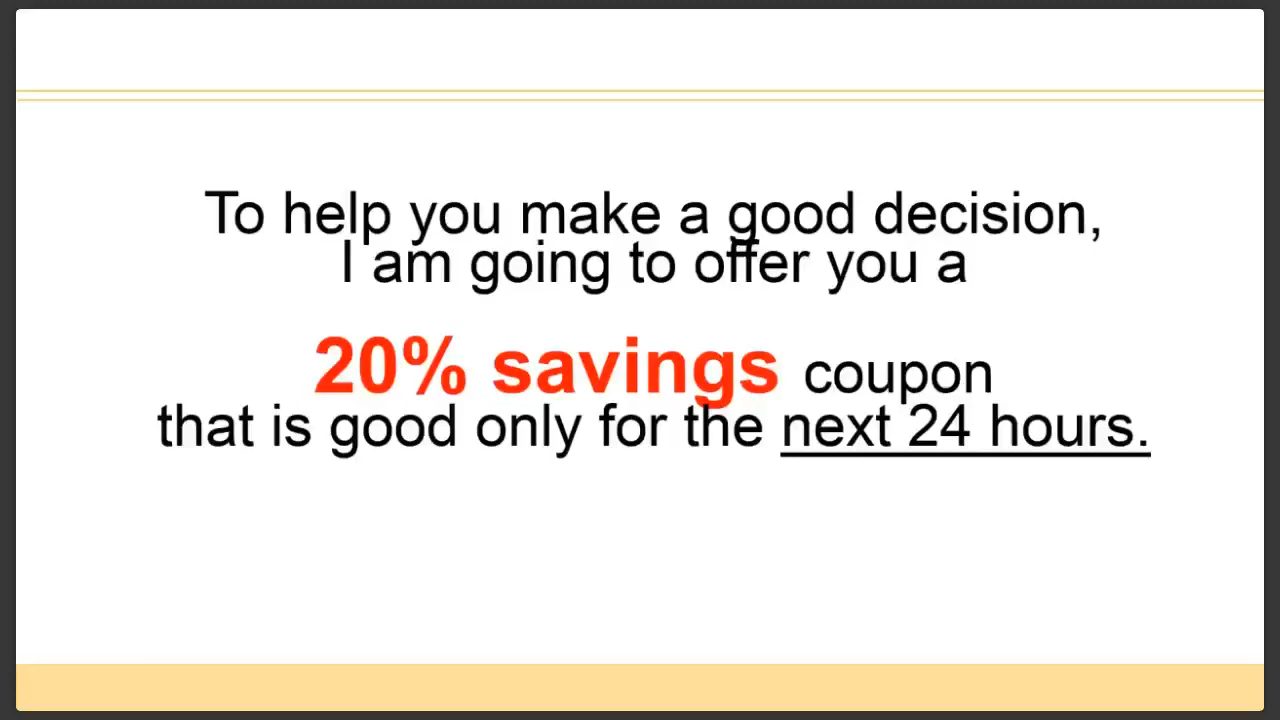 To help you make a good decision,
I am going to offer you a
20% savings coupon
that is good only for the next 24 hours.